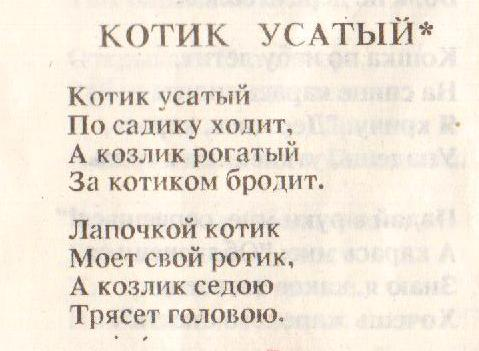 КОТИК УСАТЫЙ*
Котик усатый
По садику ходит,
А козлик рогатый
За котиком бродит.
Лапочкой котик
Моет свой ротик,
А козлик седою
Трясет головою.